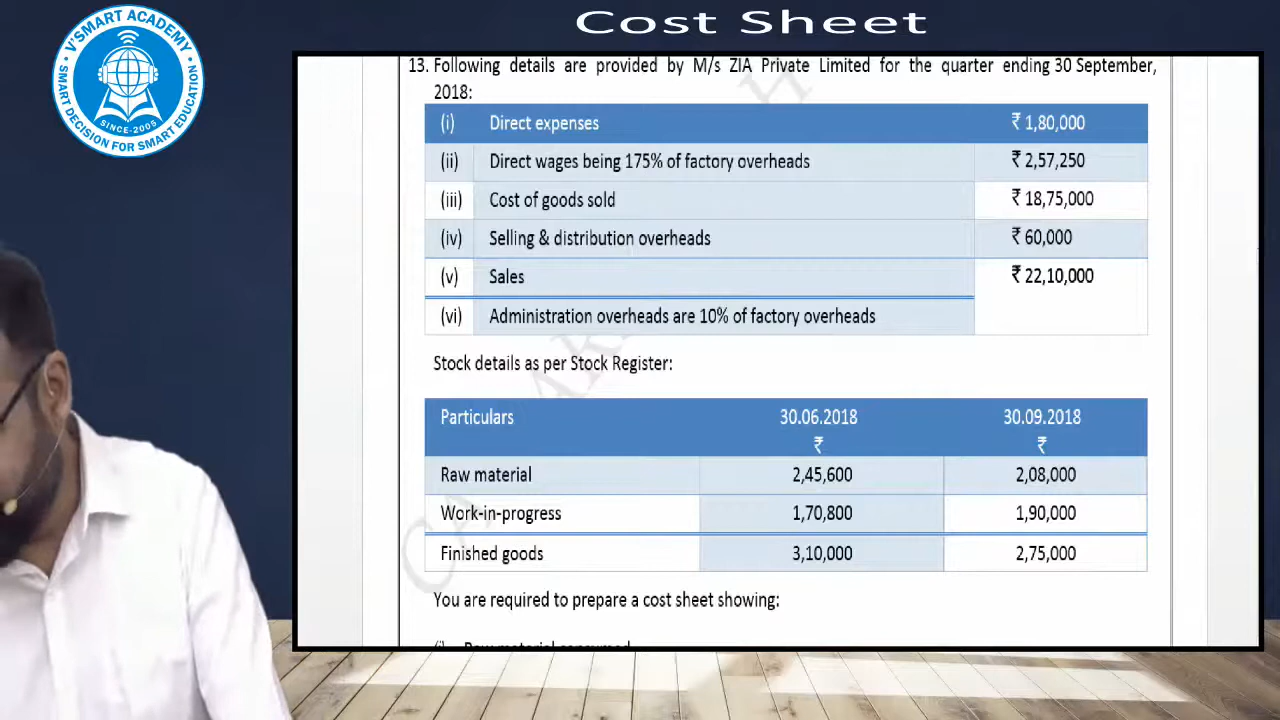 Cost Sheet
V'SMART ACADEMY
SMART DECISION FOR SMART EDUCATION
SINCE-2005
13. Following details are provided by M/s ZIA Private Limited for the quarter ending 30 September,
2018:
(i) Direct expenses ₹ 1,80,000
(ii) Direct wages being 175% of factory overheads ₹ 2,57,250
(iii) Cost of goods sold ₹ 18,75,000
(iv) Selling & distribution overheads ₹ 60,000
(v) Sales ₹ 22,10,000
(vi) Administration overheads are 10% of factory overheads
Stock details as per Stock Register:
Particulars 30.06.2018 30.09.2018
₹ ₹
Raw material 2,45,600 2,08,000
Work-in-progress 1,70,800 1,90,000
Finished goods 3,10,000 2,75,000
You are required to prepare a cost sheet showing: